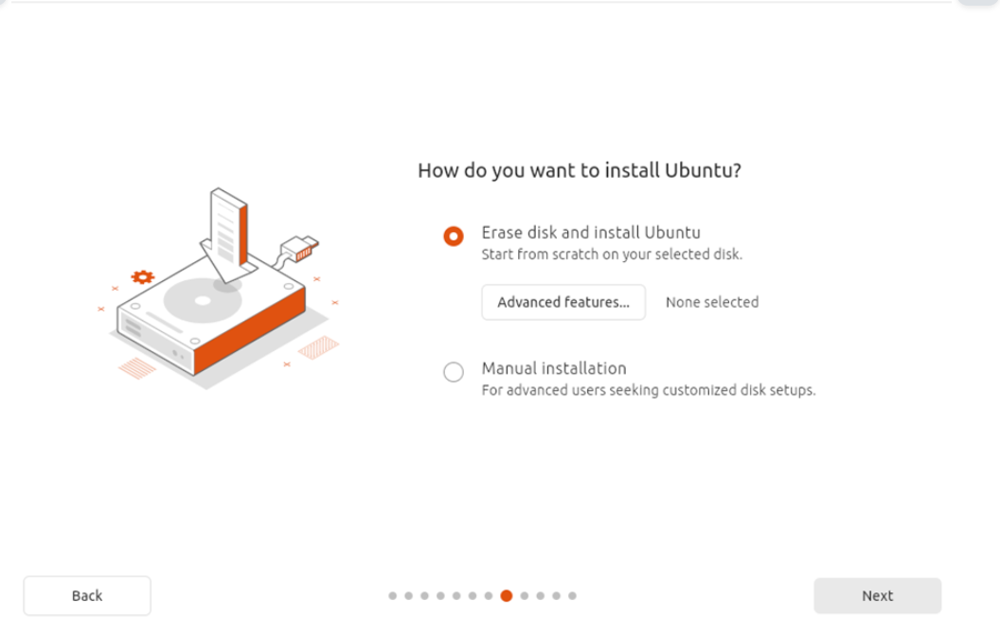 How do you want to install Ubuntu?
Erase disk and install Ubuntu
Start from scratch on your selected disk.
Advanced features... None selected
Manual installation
For advanced users seeking customized disk setups.
Back Next